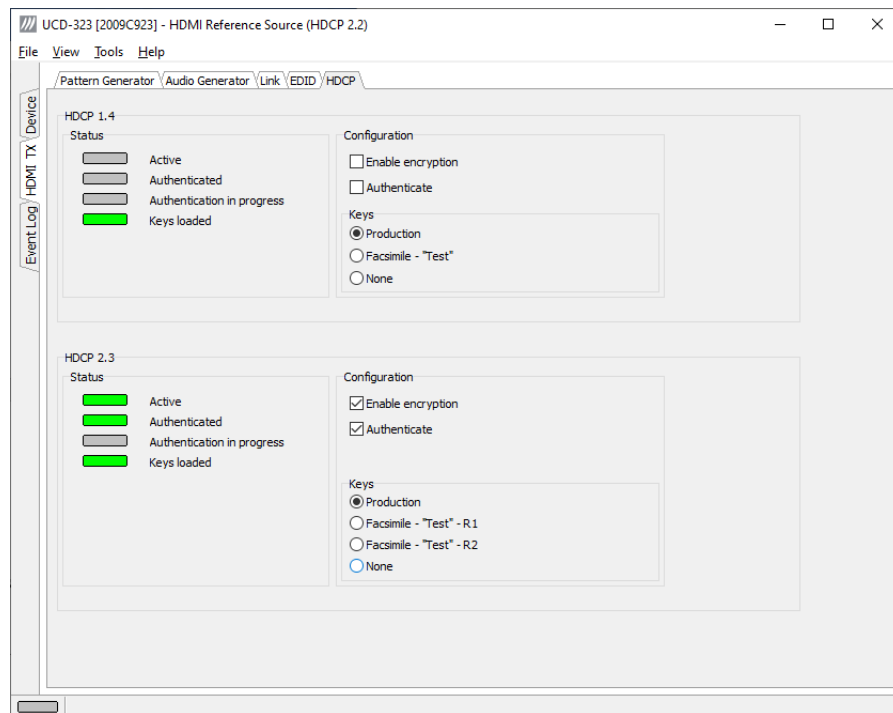 UCD-323 [2009C923] - HDMI Reference Source (HDCP 2.2)
File View Tools Help
Pattern Generator Audio Generator Link EDID HDCP
Device
HDMI TX
Event Log
HDCP 1.4
Status
Active
Authenticated
Authentication in progress
Keys loaded
Configuration
Enable encryption
Authenticate
Keys
Production
Facsimile - "Test"
None
HDCP 2.3
Status
Active
Authenticated
Authentication in progress
Keys loaded
Configuration
Enable encryption
Authenticate
Keys
Production
Facsimile - "Test" - R1
Facsimile - "Test" - R2
None